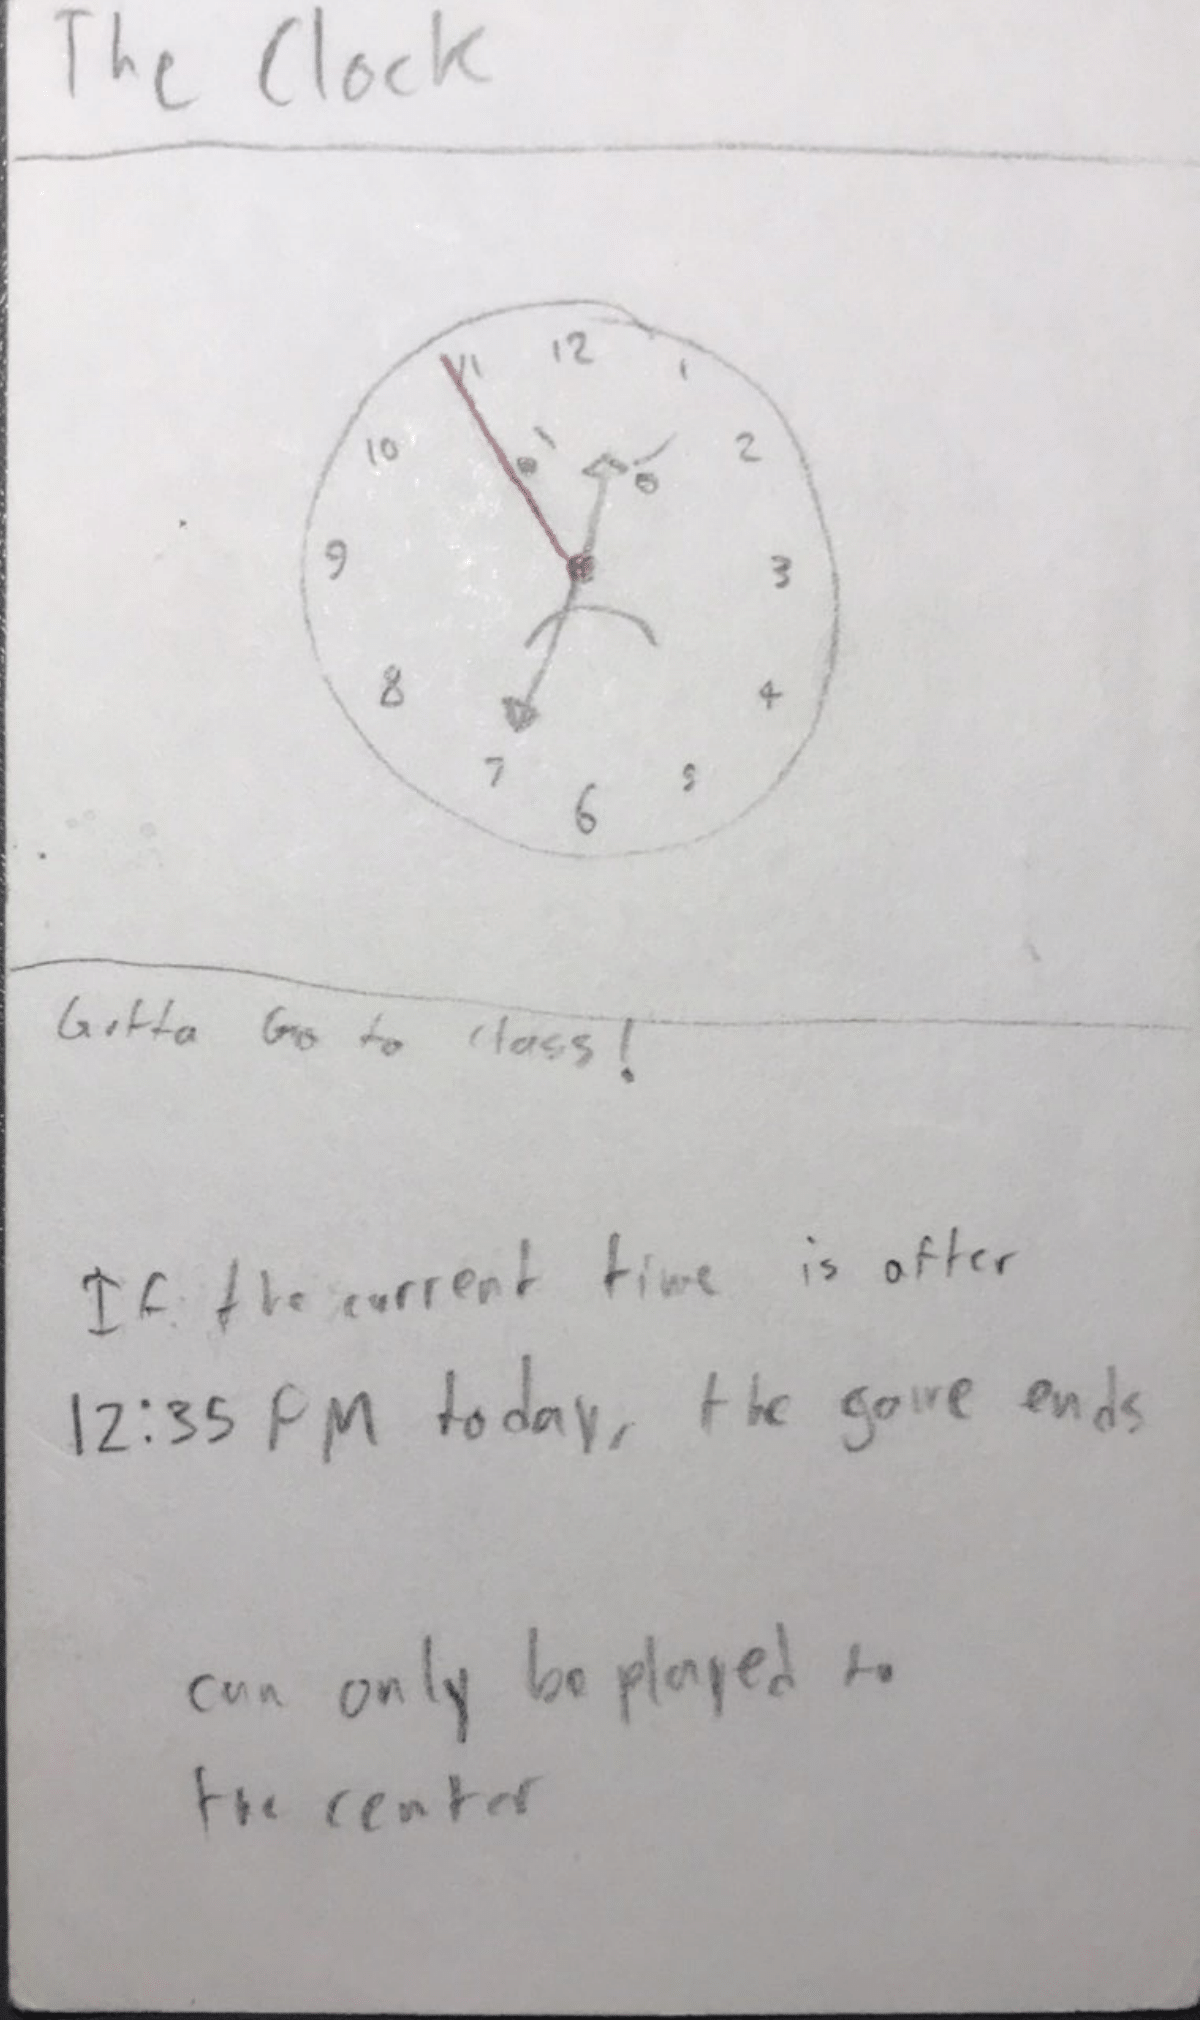 The Clock
12
11
1
10
2
9
3
8
4
7
5
6
Gotta Go to class!
If the current time is after
12:35 PM today, the game ends
can only be played to
the center